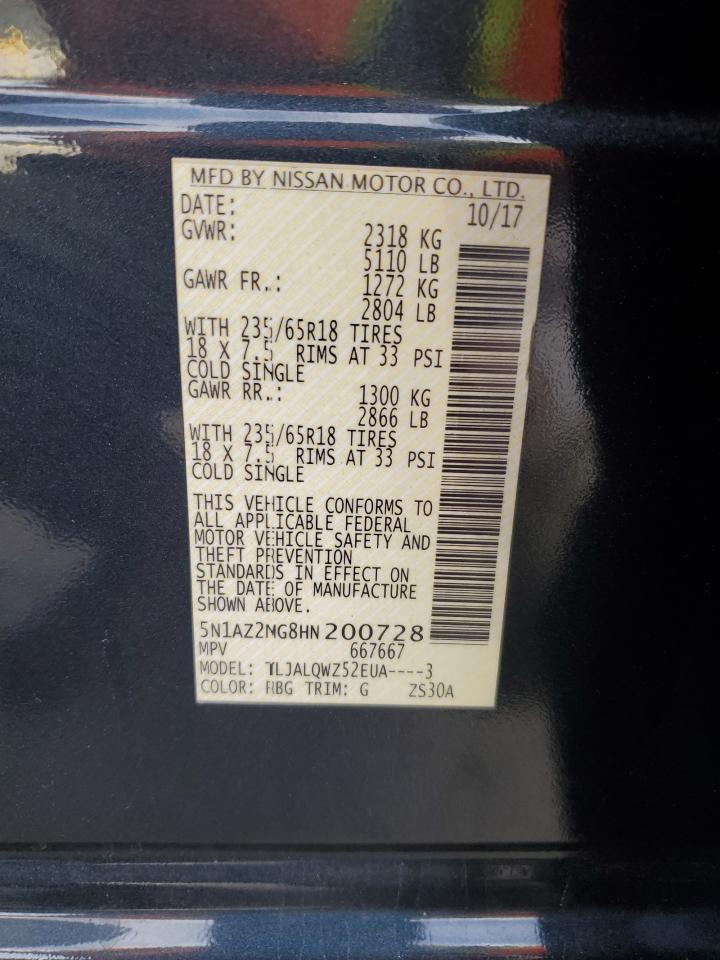 MFD BY NISSAN MOTOR CO., LTD.
DATE: 10/17
GVWR: 2318 KG
5110 LB
GAWR FR.: 1272 KG
2804 LB
WITH 235/65R18 TIRES
18 X 7.5 RIMS AT 33 PSI
COLD SINGLE
GAWR RR.: 1300 KG
2866 LB
WITH 235/65R18 TIRES
18 X 7.5 RIMS AT 33 PSI
COLD SINGLE
THIS VEHICLE CONFORMS TO
ALL APPLICABLE FEDERAL
MOTOR VEHICLE SAFETY AND
THEFT PREVENTION
STANDARDS IN EFFECT ON
THE DATE OF MANUFACTURE
SHOWN ABOVE.
5N1AZ2MG8HN200728
MPV 667667
MODEL: TLJALQWZ52EUA----3
COLOR: RBG TRIM: G ZS30A